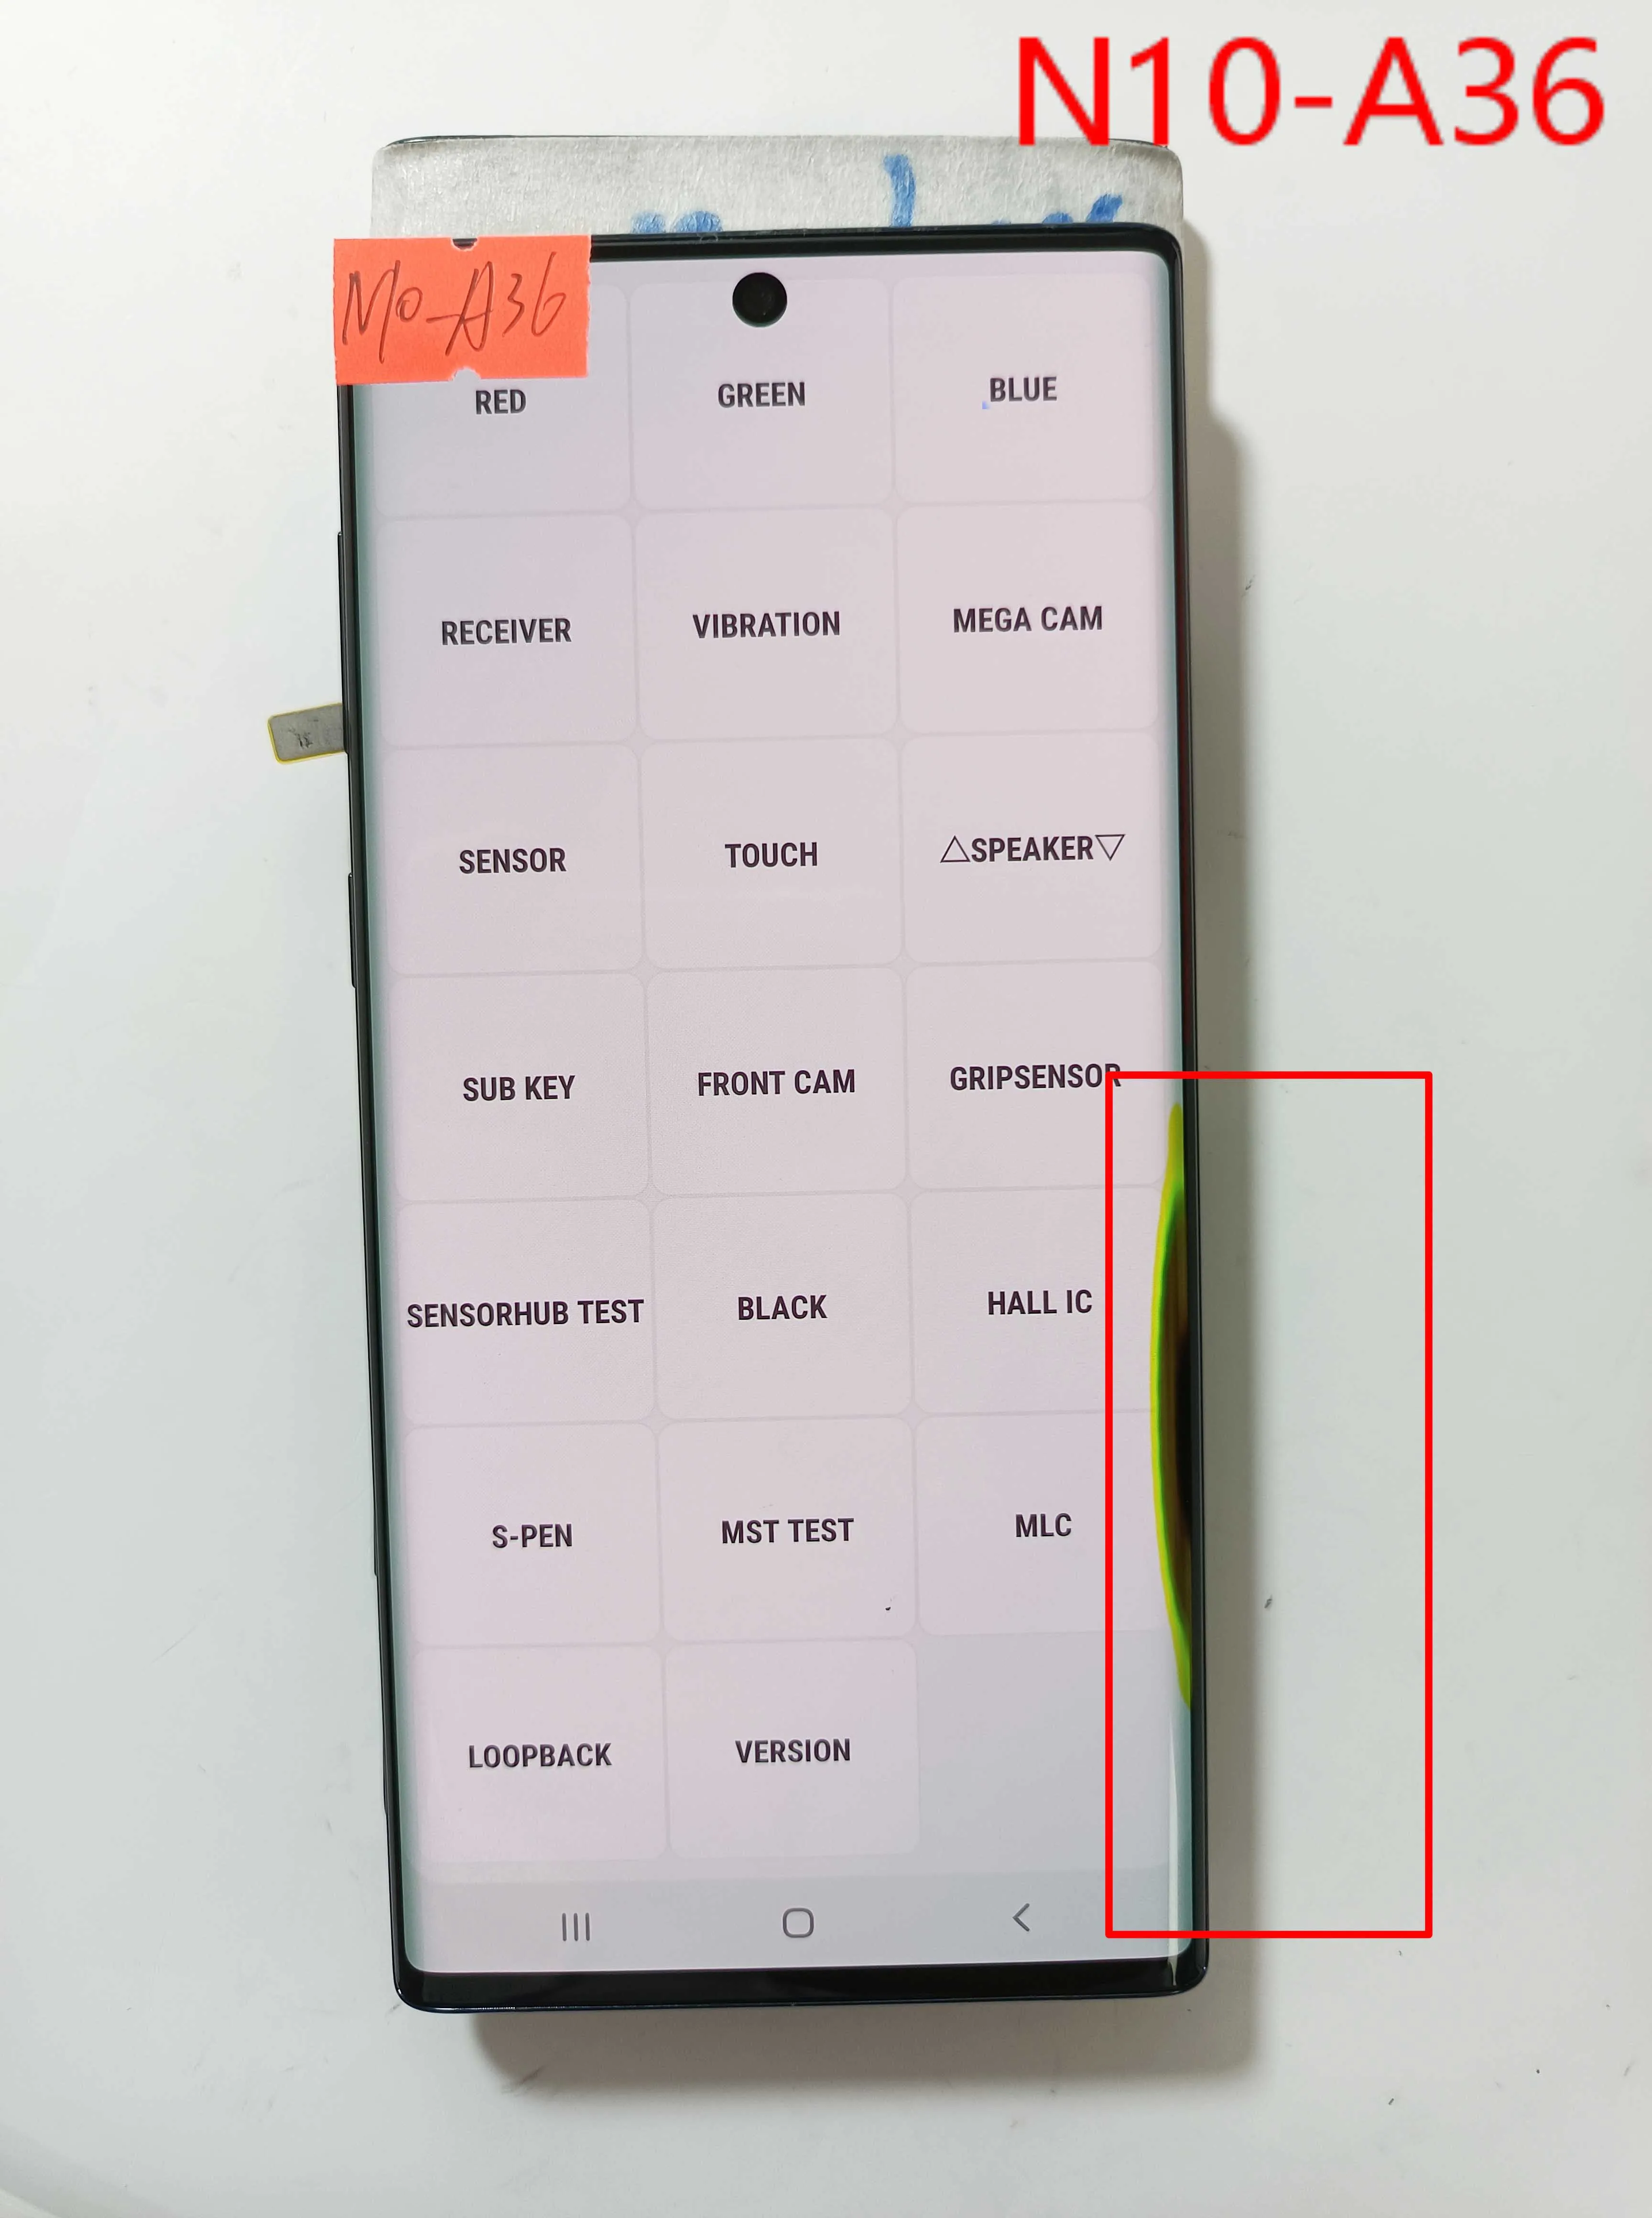 N10-A36
N10-A36
RED GREEN BLUE
RECEIVER VIBRATION MEGA CAM
SENSOR TOUCH △SPEAKER▽
SUB KEY FRONT CAM GRIPSENSOR
SENSORHUB TEST BLACK HALL IC
S-PEN MST TEST MLC
LOOPBACK VERSION